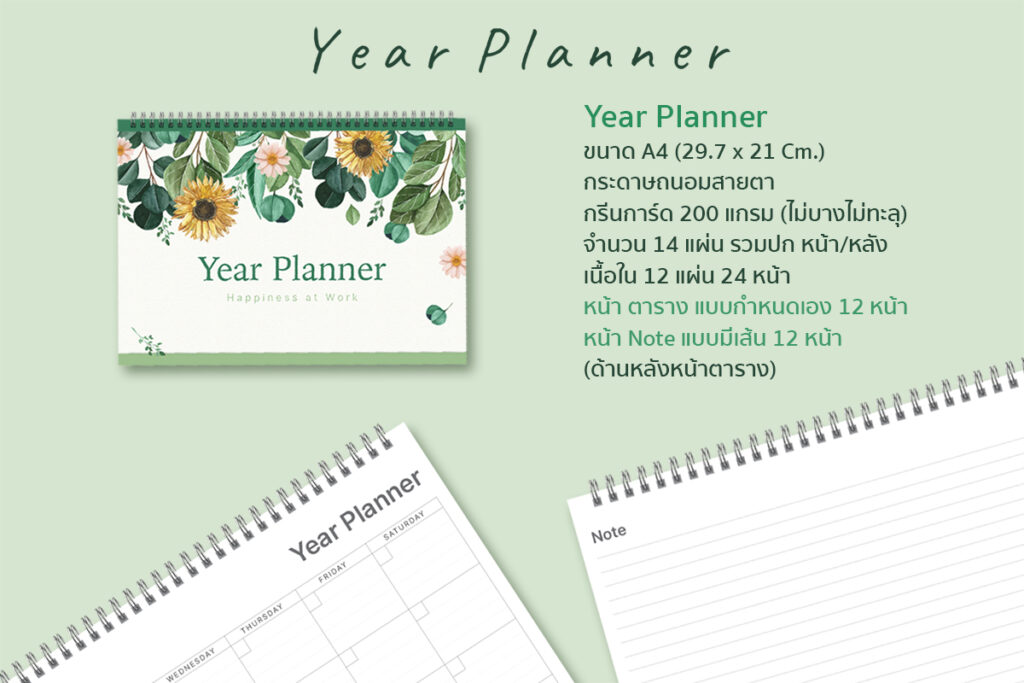 Year Planner
Year Planner
ขนาด A4 (29.7 x 21 Cm.)
กระดาษถนอมสายตา
กรีนการ์ด 200 แกรม (ไม่บางไม่ทะลุ)
จำนวน 14 แผ่น รวมปก หน้า/หลัง
เนื้อใน 12 แผ่น 24 หน้า
หน้า ตาราง แบบกำหนดเอง 12 หน้า
หน้า Note แบบมีเส้น 12 หน้า
(ด้านหลังหน้าตาราง)
Year Planner
Happiness at Work
Year Planner
WEDNESDAY
THURSDAY
FRIDAY
SATURDAY
Note